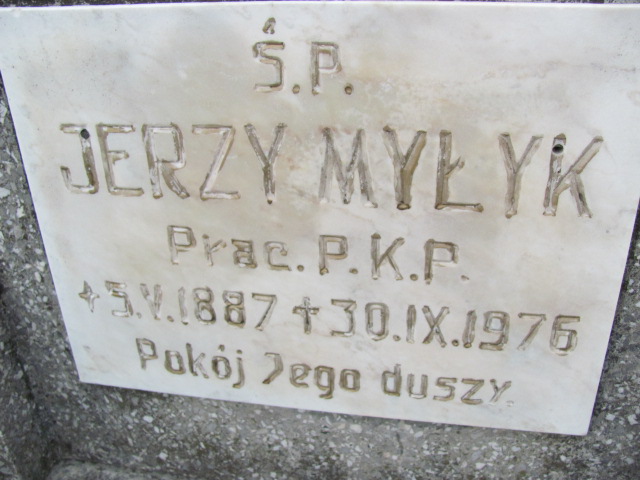 Ś.P.
JERZY MYŁYK
Prac. P.K.P.
+5.V.1887 +30.IX.1976
Pokój Jego duszy.